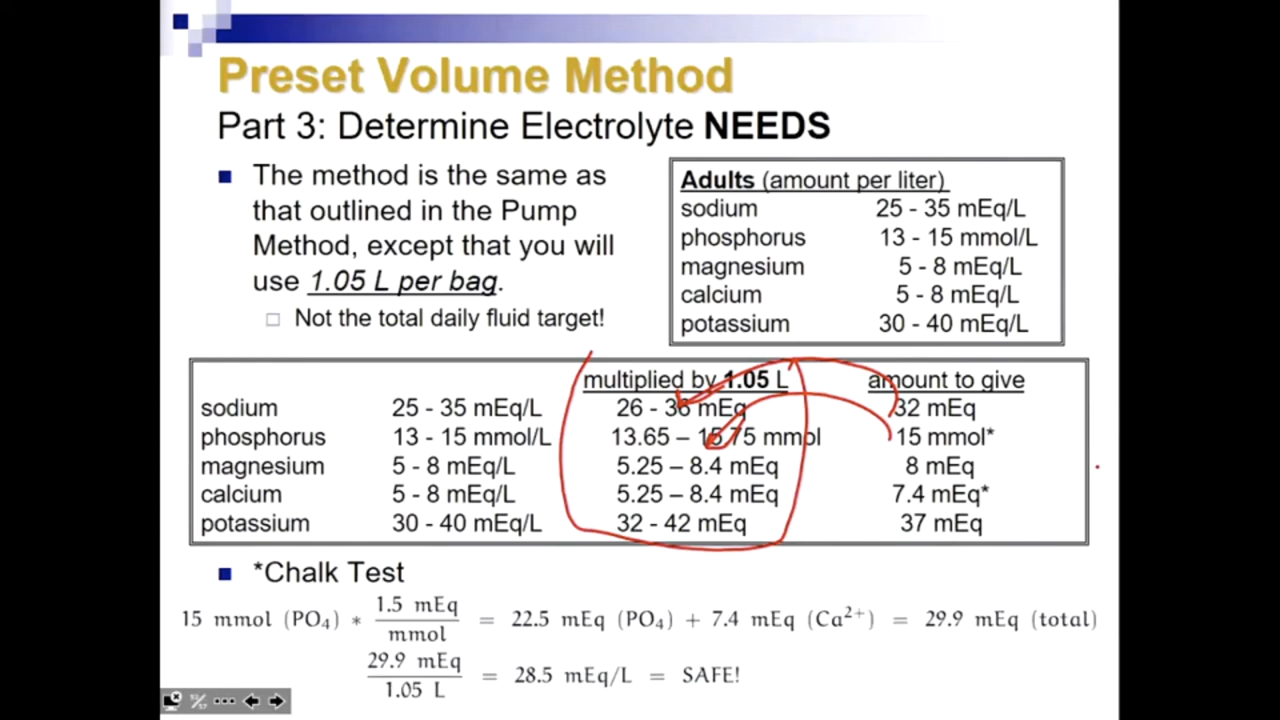 Preset Volume Method
Part 3: Determine Electrolyte NEEDS
■ The method is the same as
that outlined in the Pump
Method, except that you will
use 1.05 L per bag.
□ Not the total daily fluid target!
Adults (amount per liter)
sodium 25 - 35 mEq/L
phosphorus 13 - 15 mmol/L
magnesium 5 - 8 mEq/L
calcium 5 - 8 mEq/L
potassium 30 - 40 mEq/L
multiplied by 1.05 L amount to give
sodium 25 - 35 mEq/L 26 - 36 mEq 32 mEq
phosphorus 13 - 15 mmol/L 13.65 – 15.75 mmol 15 mmol*
magnesium 5 - 8 mEq/L 5.25 – 8.4 mEq 8 mEq
calcium 5 - 8 mEq/L 5.25 – 8.4 mEq 7.4 mEq*
potassium 30 - 40 mEq/L 32 - 42 mEq 37 mEq
■ *Chalk Test
15 mmol (PO₄) * 1.5 mEq / mmol = 22.5 mEq (PO₄) + 7.4 mEq (Ca²⁺) = 29.9 mEq (total)
29.9 mEq / 1.05 L = 28.5 mEq/L = SAFE!